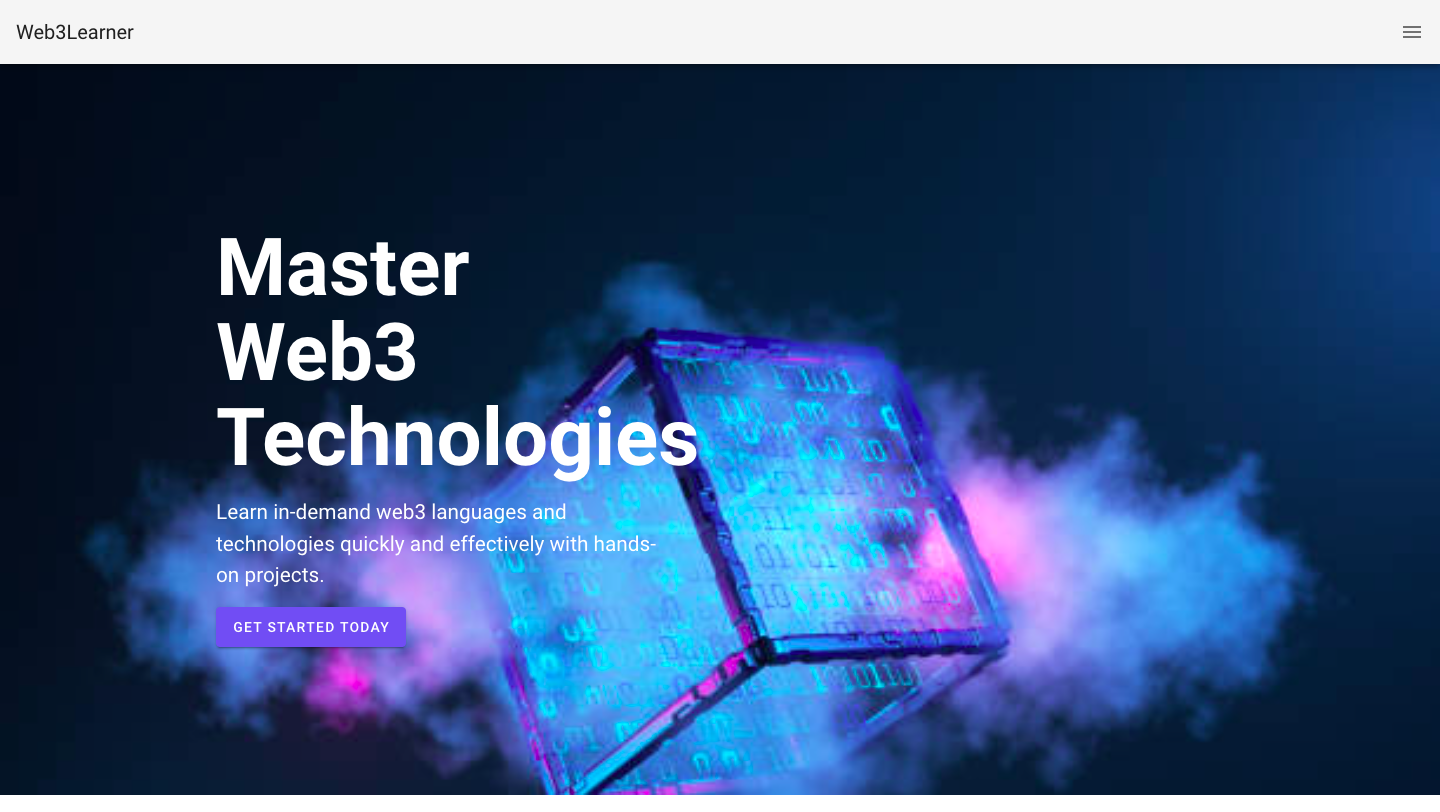 Web3Learner
Master
Web3
Technologies
Learn in-demand web3 languages and
technologies quickly and effectively with hands-
on projects.
GET STARTED TODAY